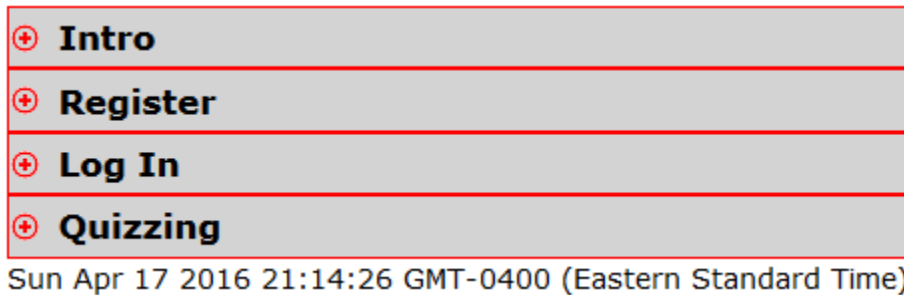 Intro
Register
Log In
Quizzing
Sun Apr 17 2016 21:14:26 GMT-0400 (Eastern Standard Time)